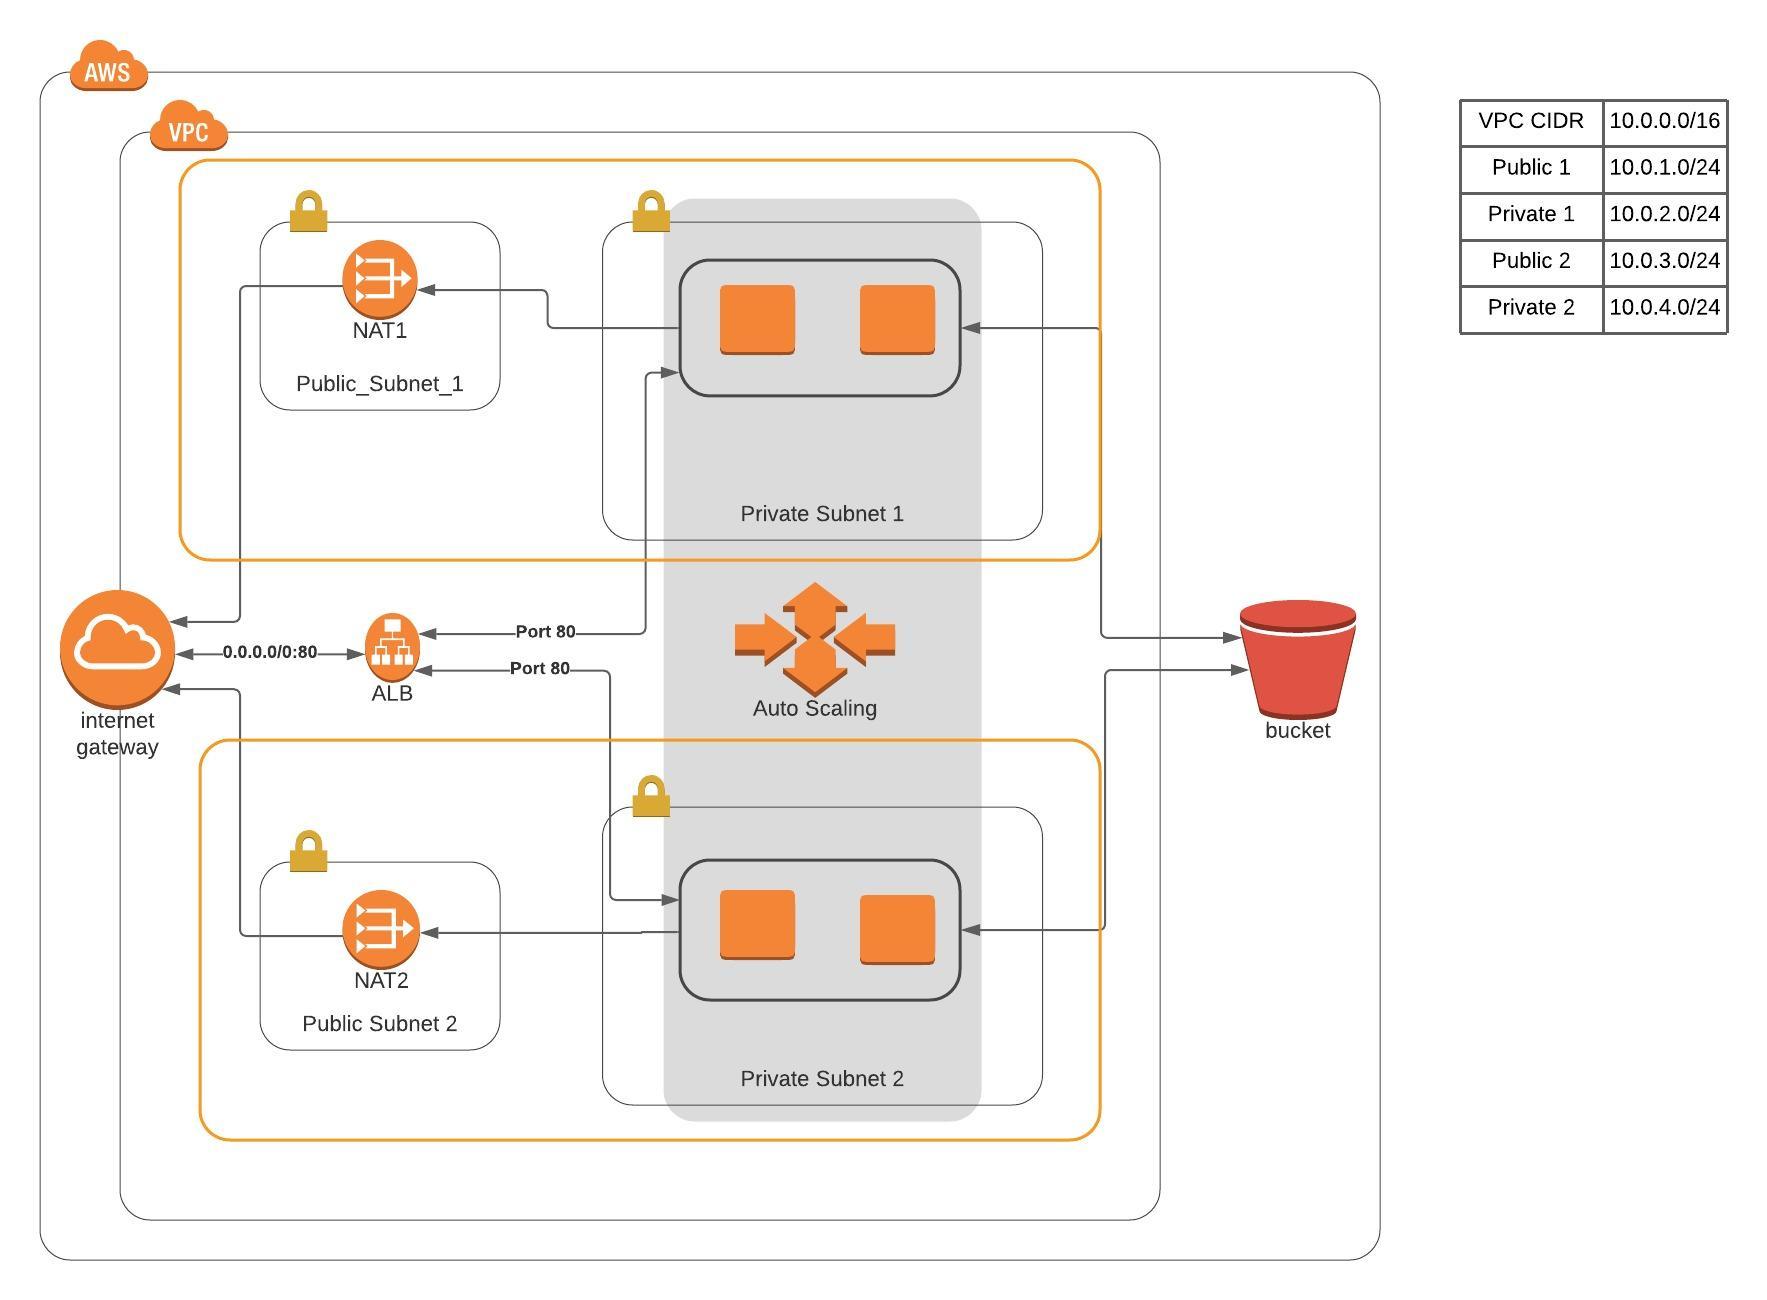 AWS
VPC
VPC CIDR 10.0.0.0/16
Public 1 10.0.1.0/24
Private 1 10.0.2.0/24
Public 2 10.0.3.0/24
Private 2 10.0.4.0/24
NAT1
Public_Subnet_1
Private Subnet 1
internet
gateway
0.0.0.0/0:80
ALB
Port 80
Port 80
Auto Scaling
bucket
NAT2
Public Subnet 2
Private Subnet 2